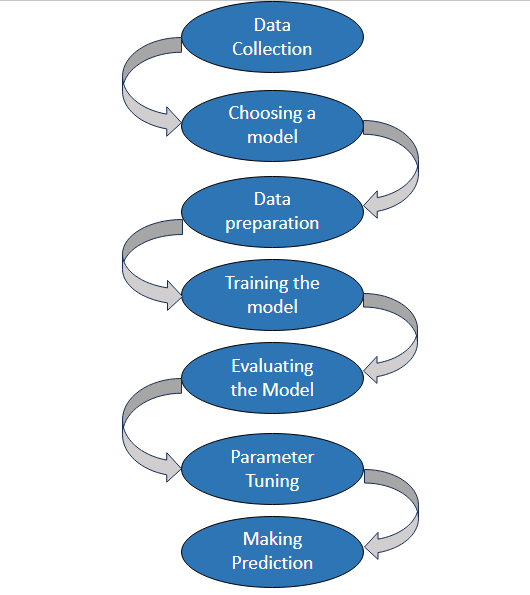 Data
Collection
Choosing a
model
Data
preparation
Training the
model
Evaluating
the Model
Parameter
Tuning
Making
Prediction